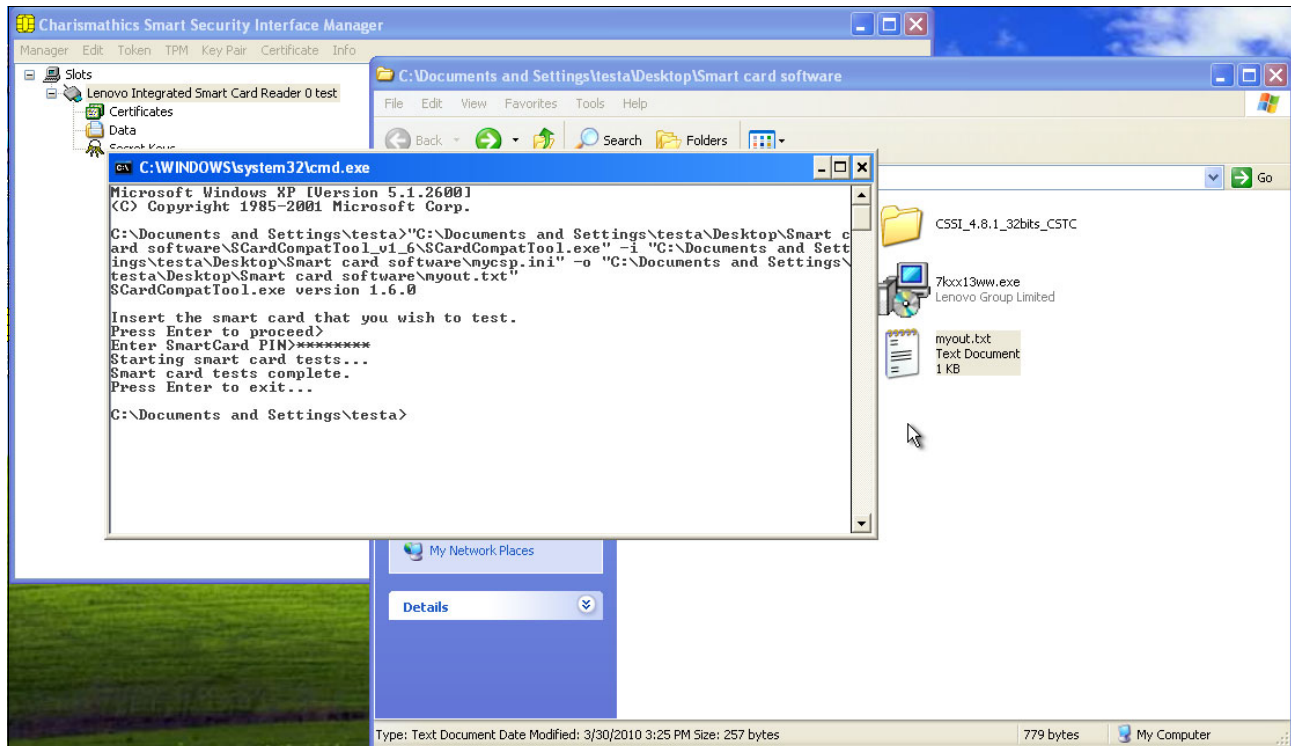 Charismathics Smart Security Interface Manager
Manager Edit Token TPM Key Pair Certificate Info
Slots
Lenovo Integrated Smart Card Reader 0 test
Certificates
Data
Secret Keys
C:\Documents and Settings\testa\Desktop\Smart card software
File Edit View Favorites Tools Help
Back Search Folders
Go
C:\WINDOWS\system32\cmd.exe
Microsoft Windows XP [Version 5.1.2600]
(C) Copyright 1985-2001 Microsoft Corp.
C:\Documents and Settings\testa>"C:\Documents and Settings\testa\Desktop\Smart c
ard software\SCardCompatTool_v1_6\SCardCompatTool.exe" -i "C:\Documents and Sett
ings\testa\Desktop\Smart card software\mycsp.ini" -o "C:\Documents and Settings\
testa\Desktop\Smart card software\myout.txt"
SCardCompatTool.exe version 1.6.0
Insert the smart card that you wish to test.
Press Enter to proceed>
Enter SmartCard PIN>********
Starting smart card tests...
Smart card tests complete.
Press Enter to exit...
C:\Documents and Settings\testa>
CSSI_4.8.1_32bits_CSTC
7kxx13ww.exe
Lenovo Group Limited
myout.txt
Text Document
1 KB
My Network Places
Details
Type: Text Document Date Modified: 3/30/2010 3:25 PM Size: 257 bytes
779 bytes
My Computer